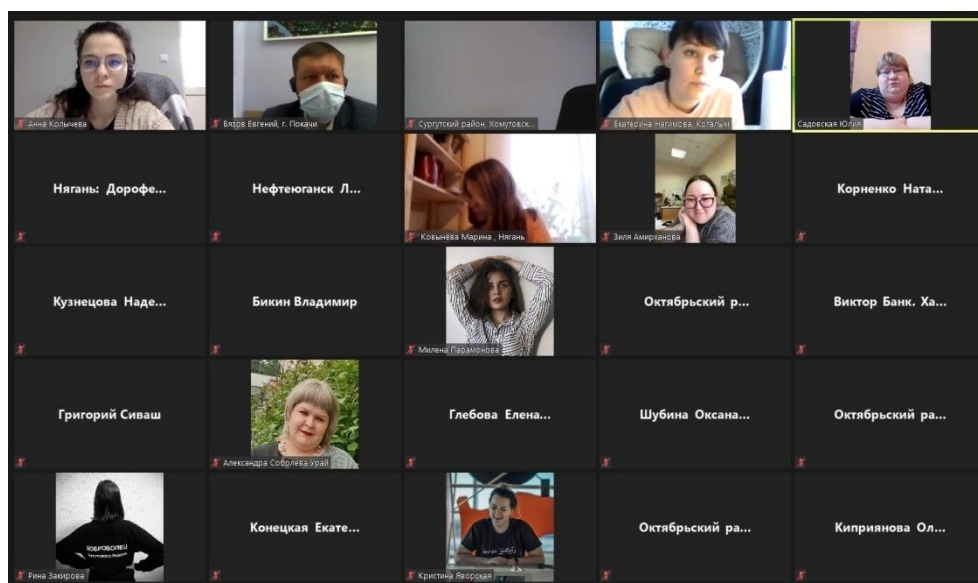 Анна Колычева
Вязов Евгений, г. Покачи
Сургутский район, Хомутовск...
Екатерина Нагимова, Когалым
Садовская Юлия
Нягань: Дорофе...
Нефтеюганск Л...
Ковынёва Марина , Нягань
Зиля Амирханова
Корненко Ната...
Кузнецова Наде...
Бикин Владимир
Милена Парамонова
Октябрьский р...
Виктор Банк. Ха...
Григорий Сиваш
Александра Соболева Урай
Глебова Елена...
Шубина Оксана...
Октябрьский ра...
ДОБРОВОЛЕЦ
Рина Закирова
Конецкая Екате...
Кристина Яворская
Октябрьский ра...
Киприянова Ол...